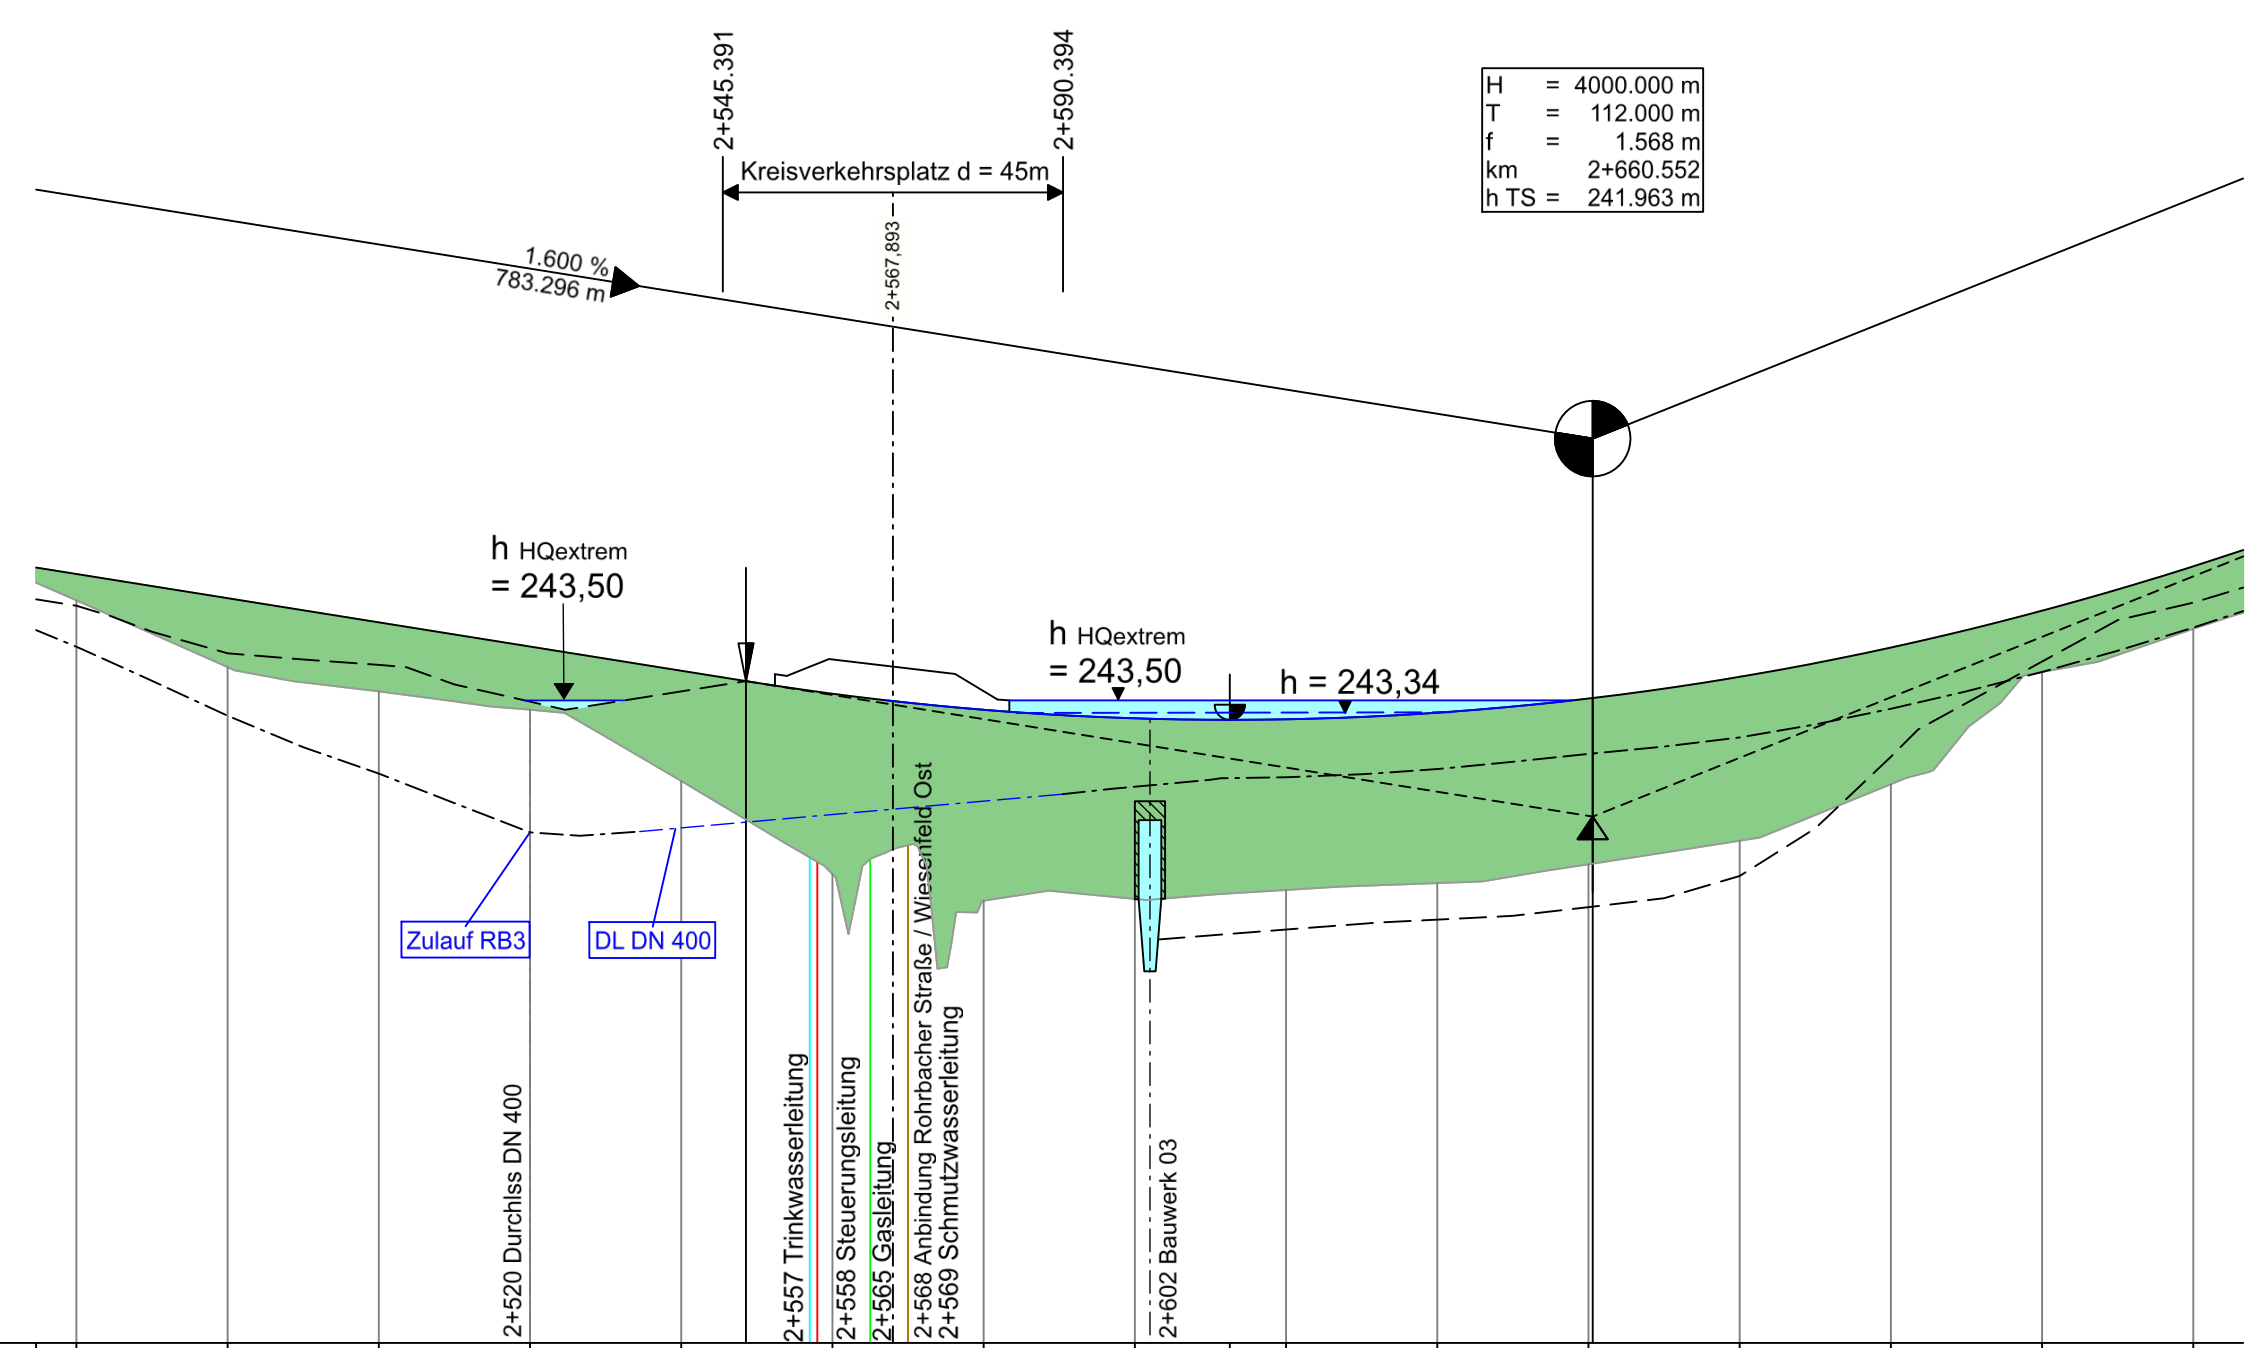 2+545.391
2+590.394
Kreisverkehrsplatz d = 45m
2+567,893
H = 4000.000 m
T = 112.000 m
f = 1.568 m
km 2+660.552
h TS = 241.963 m
1.600 %
783.296 m
h HQextrem
= 243,50
h HQextrem
= 243,50
h = 243,34
Zulauf RB3
DL DN 400
2+520 Durchlss DN 400
2+557 Trinkwasserleitung
2+558 Steuerungsleitung
2+565 Gasleitung
2+568 Anbindung Rohrbacher Straße / Wiesenfeld Ost
2+569 Schmutzwasserleitung
2+602 Bauwerk 03